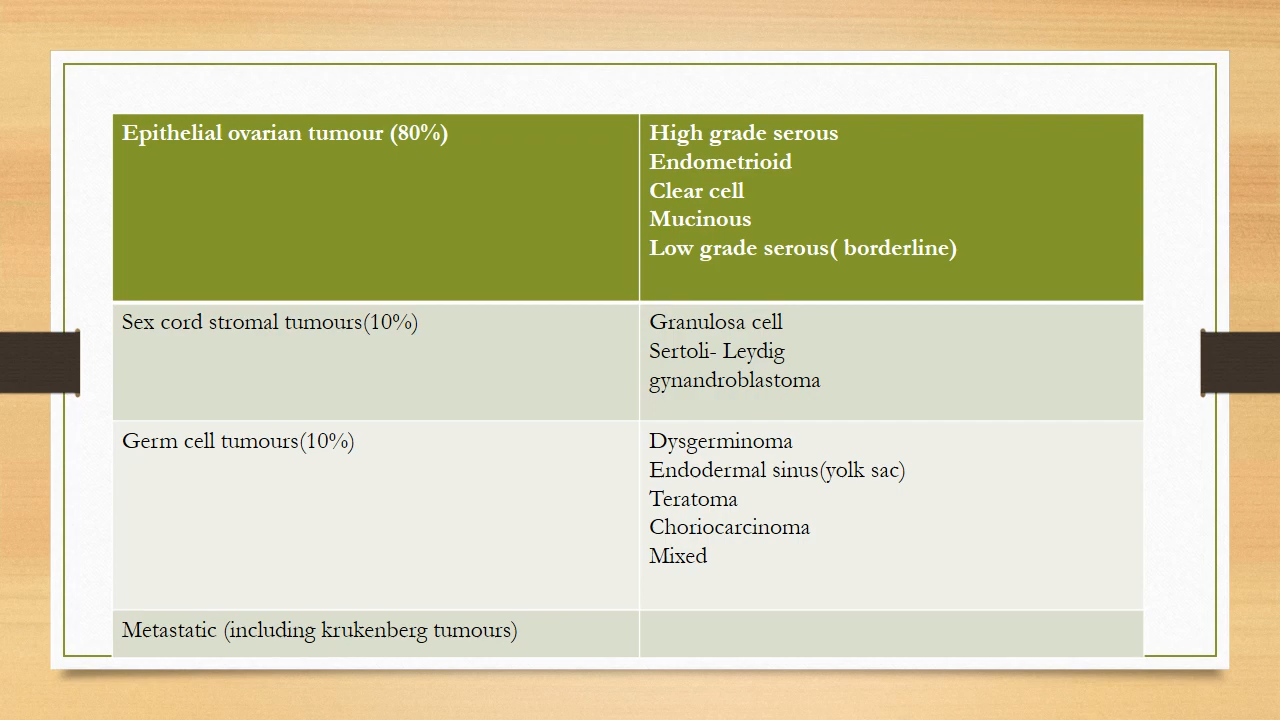 Epithelial ovarian tumour (80%)
High grade serous
Endometrioid
Clear cell
Mucinous
Low grade serous( borderline)
Sex cord stromal tumours(10%)
Granulosa cell
Sertoli- Leydig
gynandroblastoma
Germ cell tumours(10%)
Dysgerminoma
Endodermal sinus(yolk sac)
Teratoma
Choriocarcinoma
Mixed
Metastatic (including krukenberg tumours)